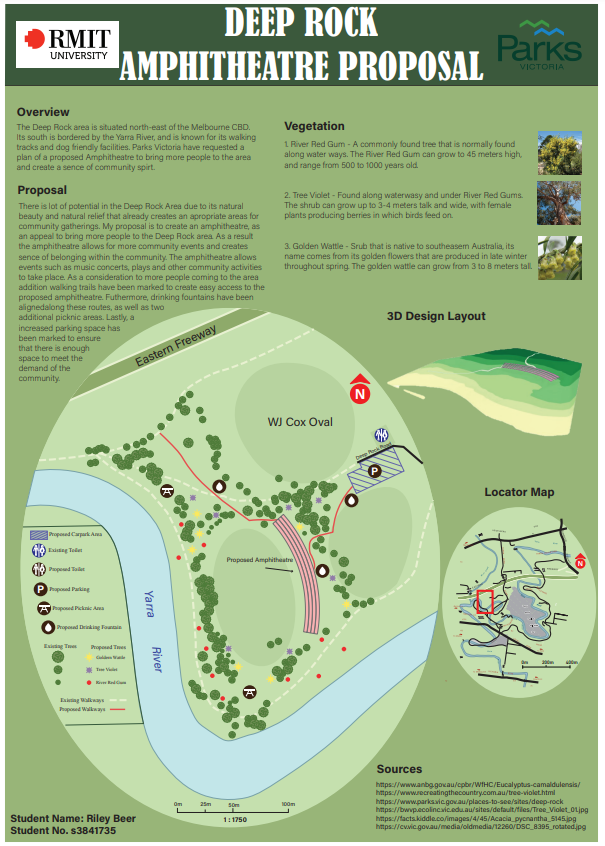 RMIT
UNIVERSITY
DEEP ROCK
AMPHITHEATRE PROPOSAL
Parks
VICTORIA
Overview
The Deep Rock area is situated north-east of the Melbourne CBD.
Its south is bordered by the Yarra River, and is known for its walking
tracks and dog friendly facilities. Parks Victoria have requested a
plan of a proposed Amphitheatre to bring more people to the area
and create a sense of community spirt.
Proposal
There is lot of potential in the Deep Rock Area due to its natural
beauty and natural relief that already creates an apropriate areas for
community gatherings. My proposal is to create an amphitheatre, as
an appeal to bring more people to the Deep Rock Area. As a result
the amphitheatre allows for more community events and creates
sence of belonging within the community. The amphitheatre allows
events such as music concerts, plays and other community activities
to take place. As a consideration to more people coming to the area
addition walking trails have been marked to create easy access to the
proposed amphitheatre. Futhermore, drinking fountains have been
alignedalong these routes, as well as two
additional picknic areas. Lastly, a
increased parking space has
been marked to ensure
that there is enough
space to meet the
demand of the
community.
Vegetation
1. River Red Gum - A commonly found tree that is normally found
along water ways. The River Red Gum can grow to 45 meters high,
and range from 500 to 1000 years old.
2. Tree Violet - Found along waterwasy and under River Red Gums.
The shrub can grow up to 3-4 meters talk and wide, with female
plants producing berries in which birds feed on.
3. Golden Wattle - Srub that is native to southeasern Australia, its
name comes from its golden flowers that are produced in late winter
throughout spring. The golden wattle can grow from 3 to 8 meters tall.
3D Design Layout
Eastern Freeway
N
WJ Cox Oval
Deep Rock Road
P
Proposed Amphitheatre
Yarra
River
Proposed Carpark Area
Existing Toilet
Proposed Toilet
P Proposed Parking
Proposed Picknic Area
Proposed Drinking Fountain
Existing Trees
Proposed Trees
Golden Wattle
Tree Violet
River Red Gum
Existing Walkways
Proposed Walkways
Locator Map
N
0m 300m 600m
0m 25m 50m 100m
1 : 1750
Student Name: Riley Beer
Student No. s3841735
Sources
https://www.anbg.gov.au/cpbr/WfHC/Eucalyptus-camaldulensis/
https://www.recreatingthecountry.com.au/tree-violet.html
https://www.parks.vic.gov.au/places-to-see/sites/deep-rock
https://bwvp.ecolinc.vic.edu.au/sites/default/files/Tree_Violet_01.jpg
https://facts.kiddle.co/images/4/45/Acacia_pycnantha_5145.jpg
https://cv.vic.gov.au/media/oldmedia/12260/DSC_8395_rotated.jpg